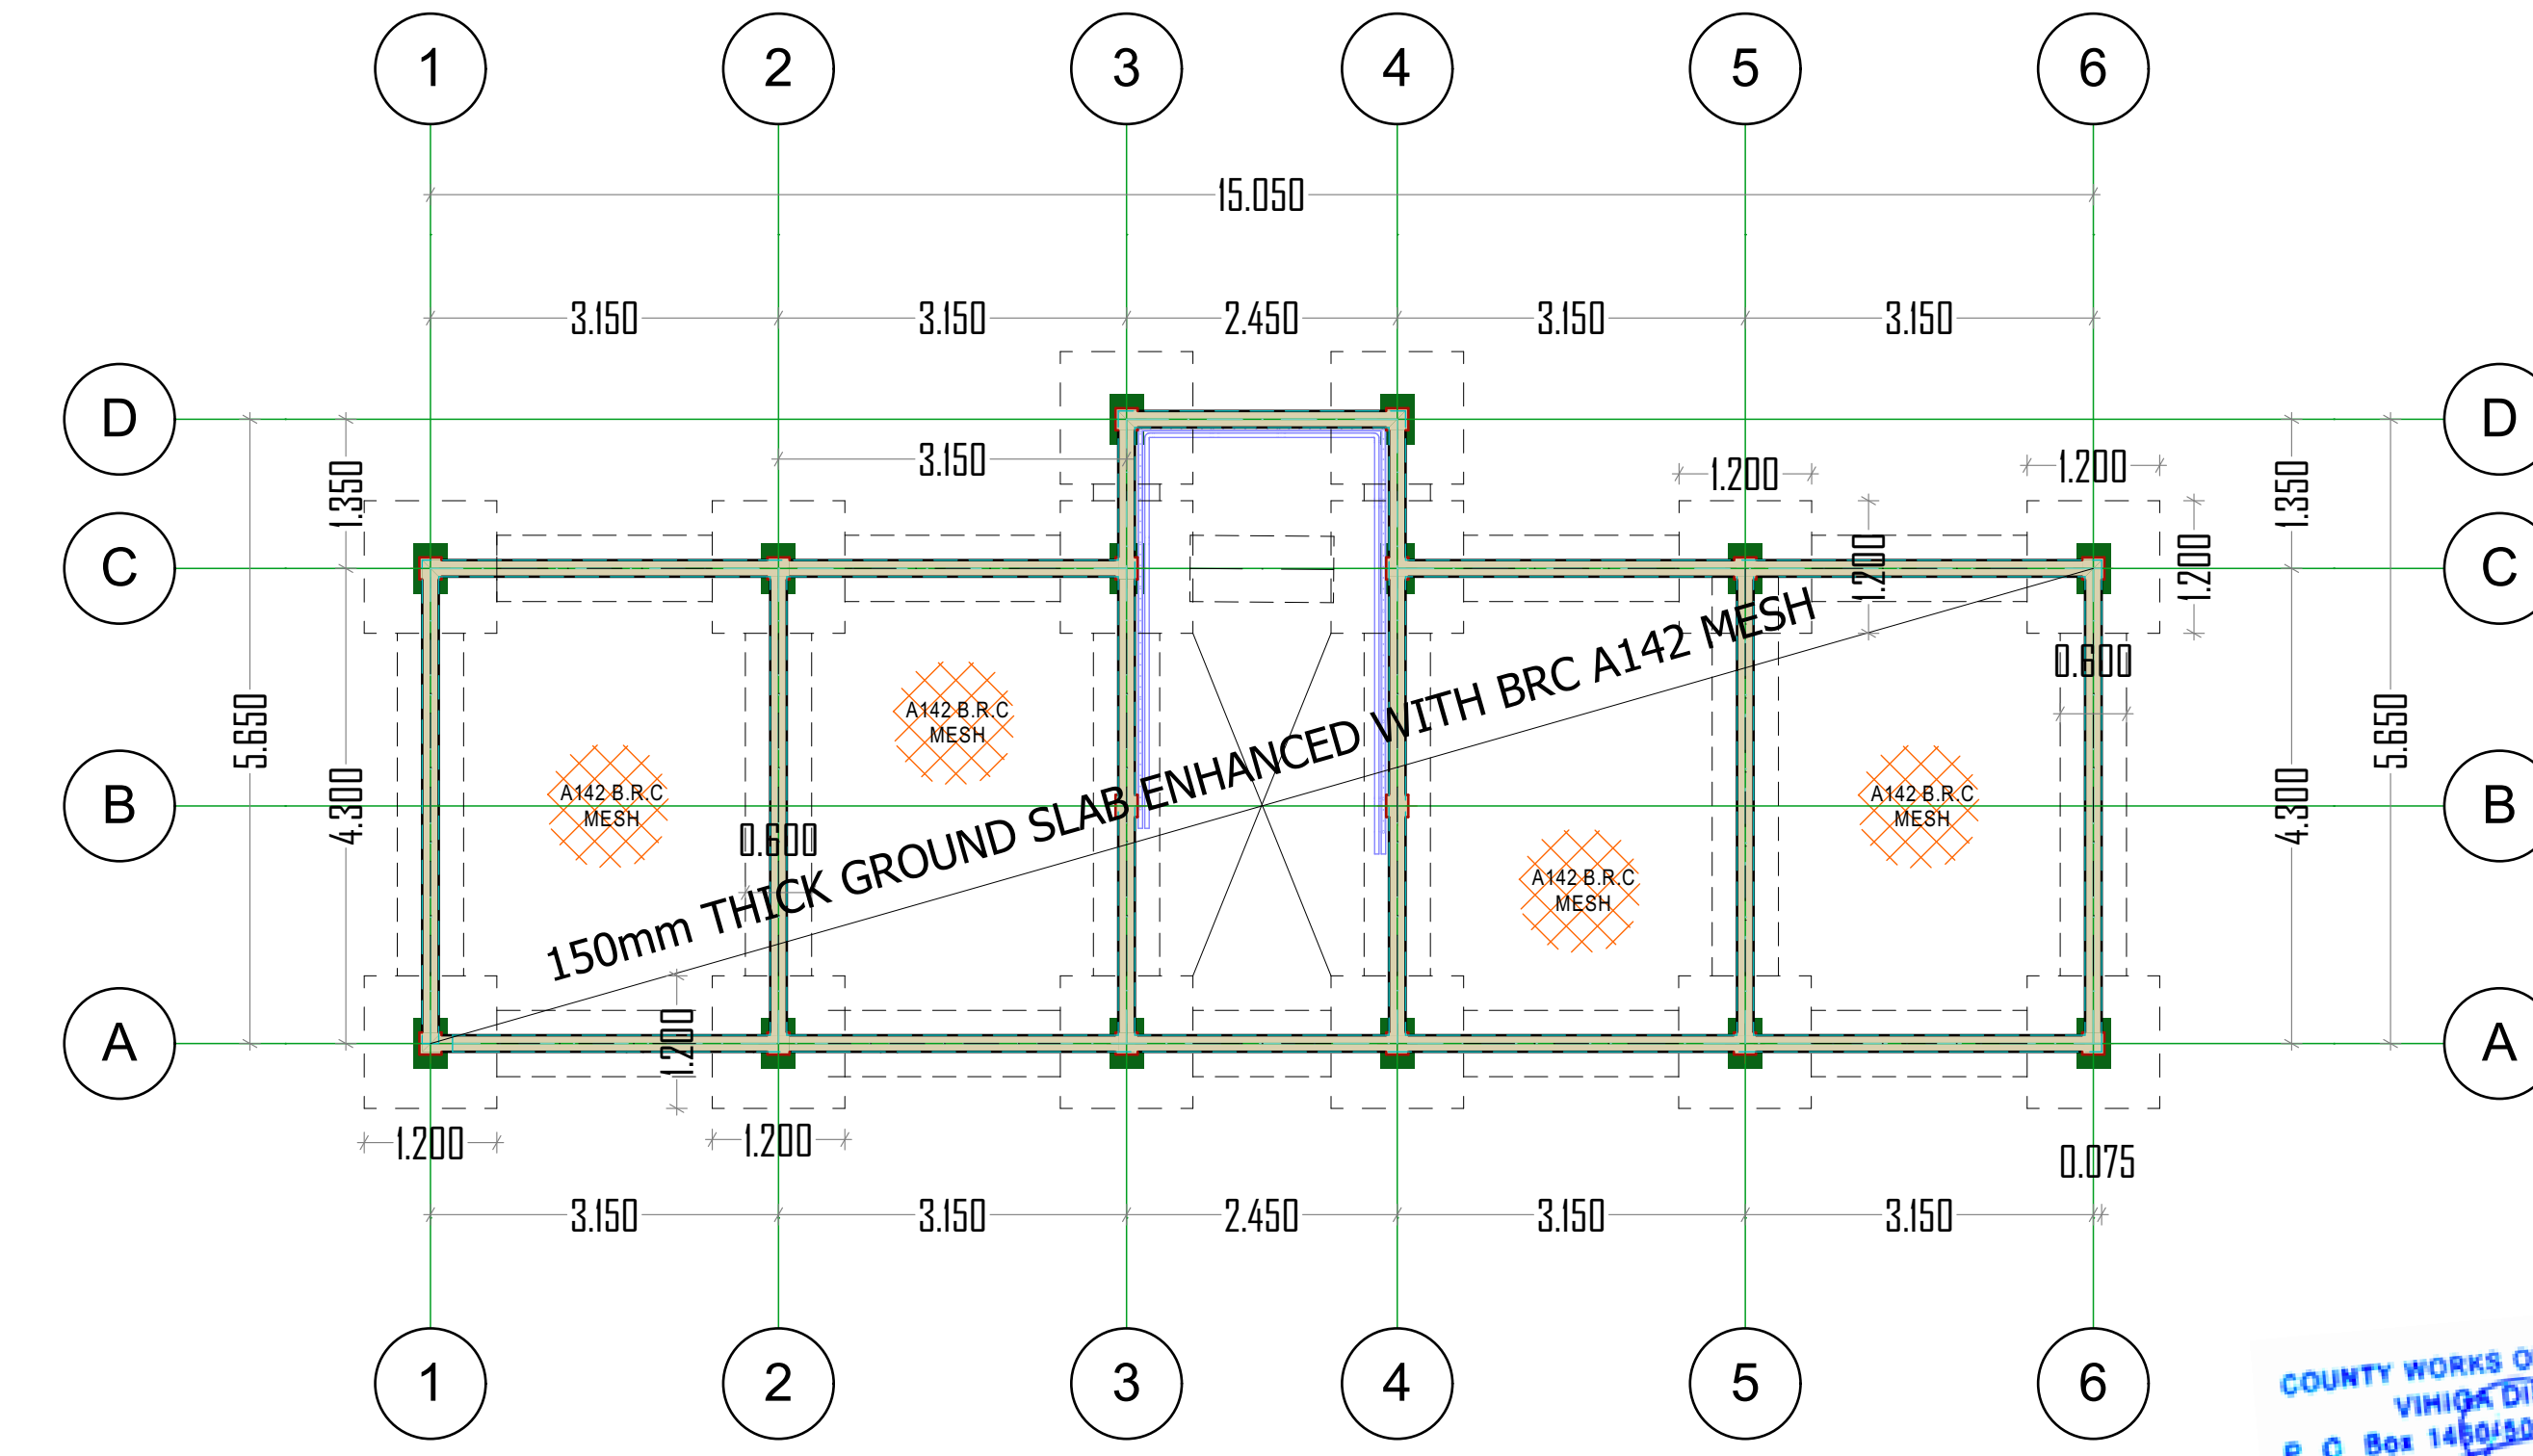 1 2 3 4 5 6
15.050
3.150 3.150 2.450 3.150 3.150
D D
3.150
1.200 1.200
1.350 1.350
C C
1.200 1.200
0.600
150mm THICK GROUND SLAB ENHANCED WITH BRC A142 MESH
A142 B.R.C
MESH
5.650 5.650
A142 B.R.C
MESH
A142 B.R.C
MESH
B B
4.300 4.300
0.600
A142 B.R.C
MESH
A A
1.200
1.200 1.200
0.075
3.150 3.150 2.450 3.150 3.150
1 2 3 4 5 6
COUNTY WORKS
VIHIGA
P. O. Box